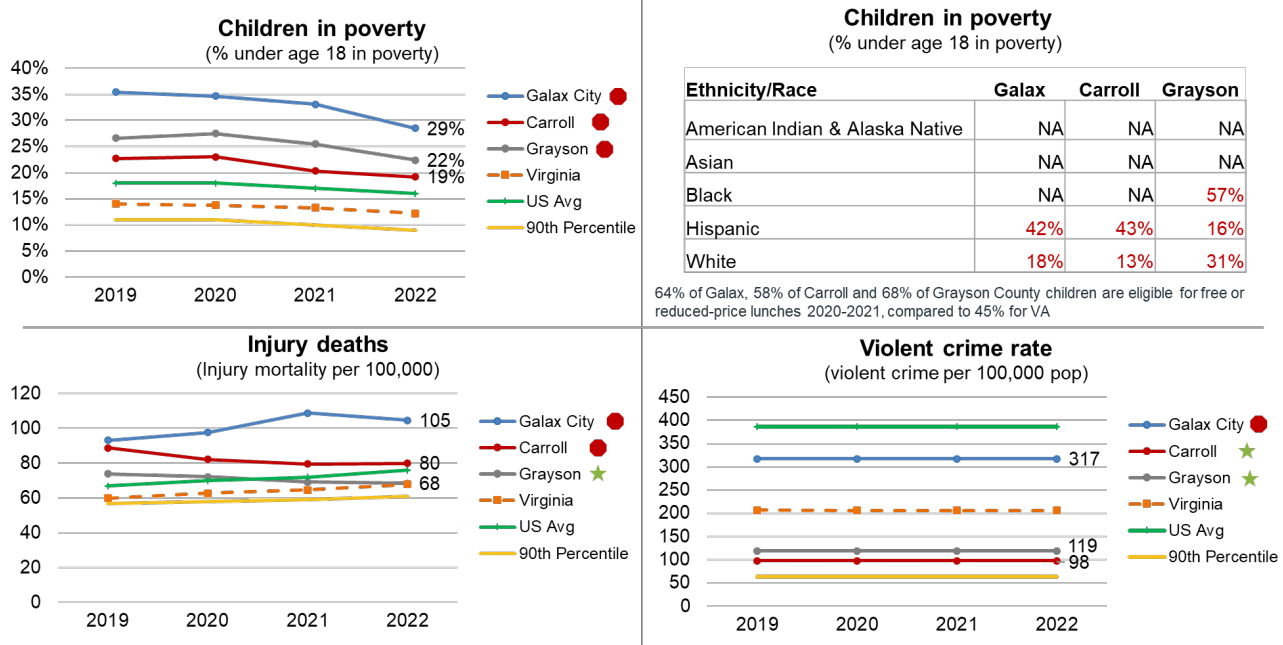 Children in poverty
(% under age 18 in poverty)
40%
35%
30%
25%
20%
15%
10%
5%
0%
2019 2020 2021 2022
29%
22%
19%
Galax City
Carroll
Grayson
Virginia
US Avg
90th Percentile
Children in poverty
(% under age 18 in poverty)
Ethnicity/Race Galax Carroll Grayson
American Indian & Alaska Native NA NA NA
Asian NA NA NA
Black NA NA 57%
Hispanic 42% 43% 16%
White 18% 13% 31%
64% of Galax, 58% of Carroll and 68% of Grayson County children are eligible for free or
reduced-price lunches 2020-2021, compared to 45% for VA
Injury deaths
(Injury mortality per 100,000)
120
100
80
60
40
20
0
2019 2020 2021 2022
105
80
68
Galax City
Carroll
Grayson
Virginia
US Avg
90th Percentile
Violent crime rate
(violent crime per 100,000 pop)
450
400
350
300
250
200
150
100
50
0
2019 2020 2021 2022
317
119
98
Galax City
Carroll
Grayson
Virginia
US Avg
90th Percentile